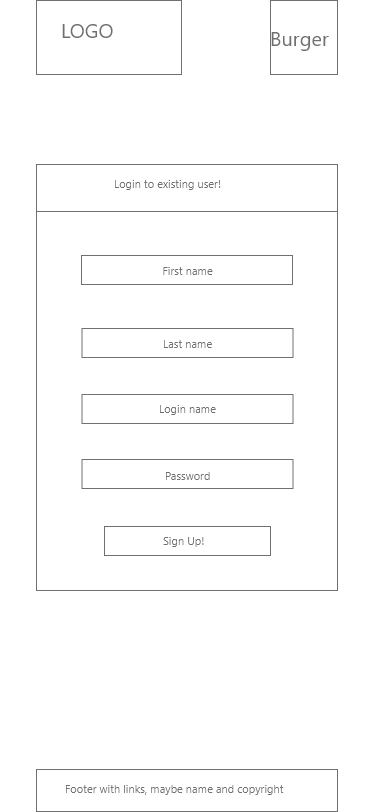 LOGO
Burger
Login to existing user!
First name
Last name
Login name
Password
Sign Up!
Footer with links, maybe name and copyright